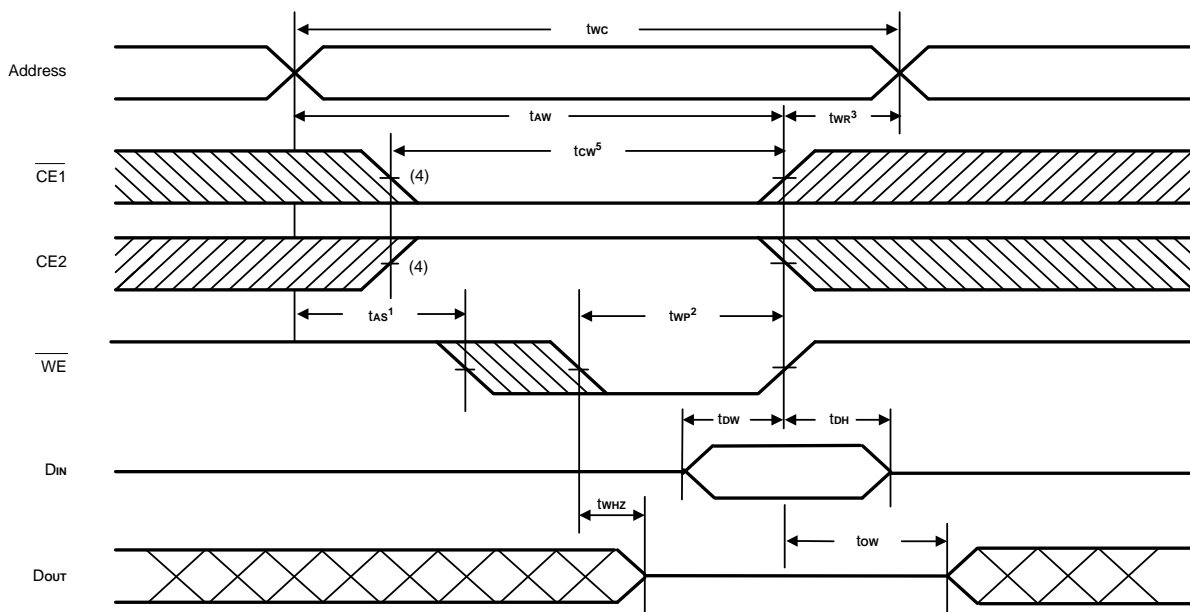 tWC
Address
tAW
tWR3
tCW5
CE1
(4)
CE2
(4)
tAS1
tWP2
WE
tDW
tDH
DIN
tWHZ
tOW
DOUT